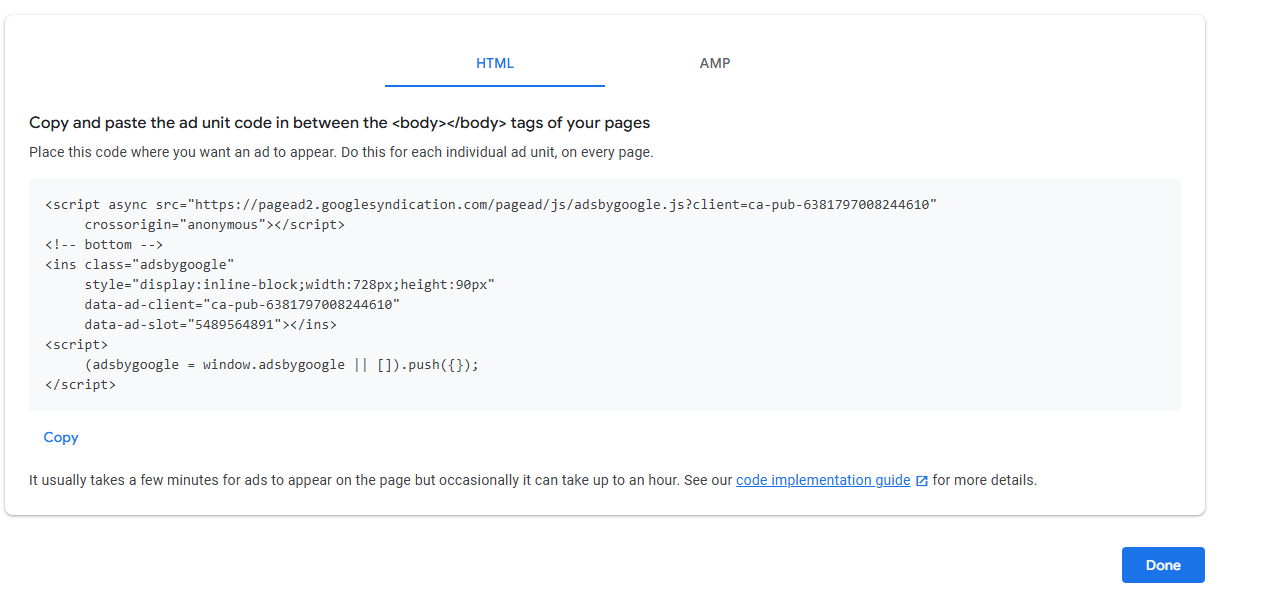 HTML
AMP
Copy and paste the ad unit code in between the <body></body> tags of your pages
Place this code where you want an ad to appear. Do this for each individual ad unit, on every page.
<script async src="https://pagead2.googlesyndication.com/pagead/js/adsbygoogle.js?client=ca-pub-6381797008244610"
     crossorigin="anonymous"></script>
<!-- bottom -->
<ins class="adsbygoogle"
     style="display:inline-block;width:728px;height:90px"
     data-ad-client="ca-pub-6381797008244610"
     data-ad-slot="5489564891"></ins>
<script>
     (adsbygoogle = window.adsbygoogle || []).push({});
</script>
Copy
It usually takes a few minutes for ads to appear on the page but occasionally it can take up to an hour. See our code implementation guide for more details.
Done